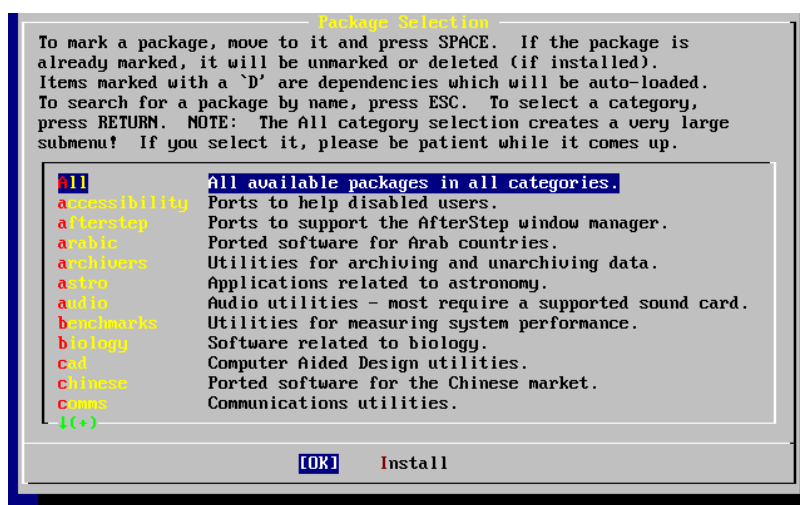 Package Selection
To mark a package, move to it and press SPACE.  If the package is
already marked, it will be unmarked or deleted (if installed).
Items marked with a `D' are dependencies which will be auto-loaded.
To search for a package by name, press ESC.  To select a category,
press RETURN.  NOTE:  The All category selection creates a very large
submenu!  If you select it, please be patient while it comes up.
All All available packages in all categories.
accessibility Ports to help disabled users.
afterstep Ports to support the AfterStep window manager.
arabic Ported software for Arab countries.
archivers Utilities for archiving and unarchiving data.
astro Applications related to astronomy.
audio Audio utilities - most require a supported sound card.
benchmarks Utilities for measuring system performance.
biology Software related to biology.
cad Computer Aided Design utilities.
chinese Ported software for the Chinese market.
comms Communications utilities.
↓(+)
[OK] Install